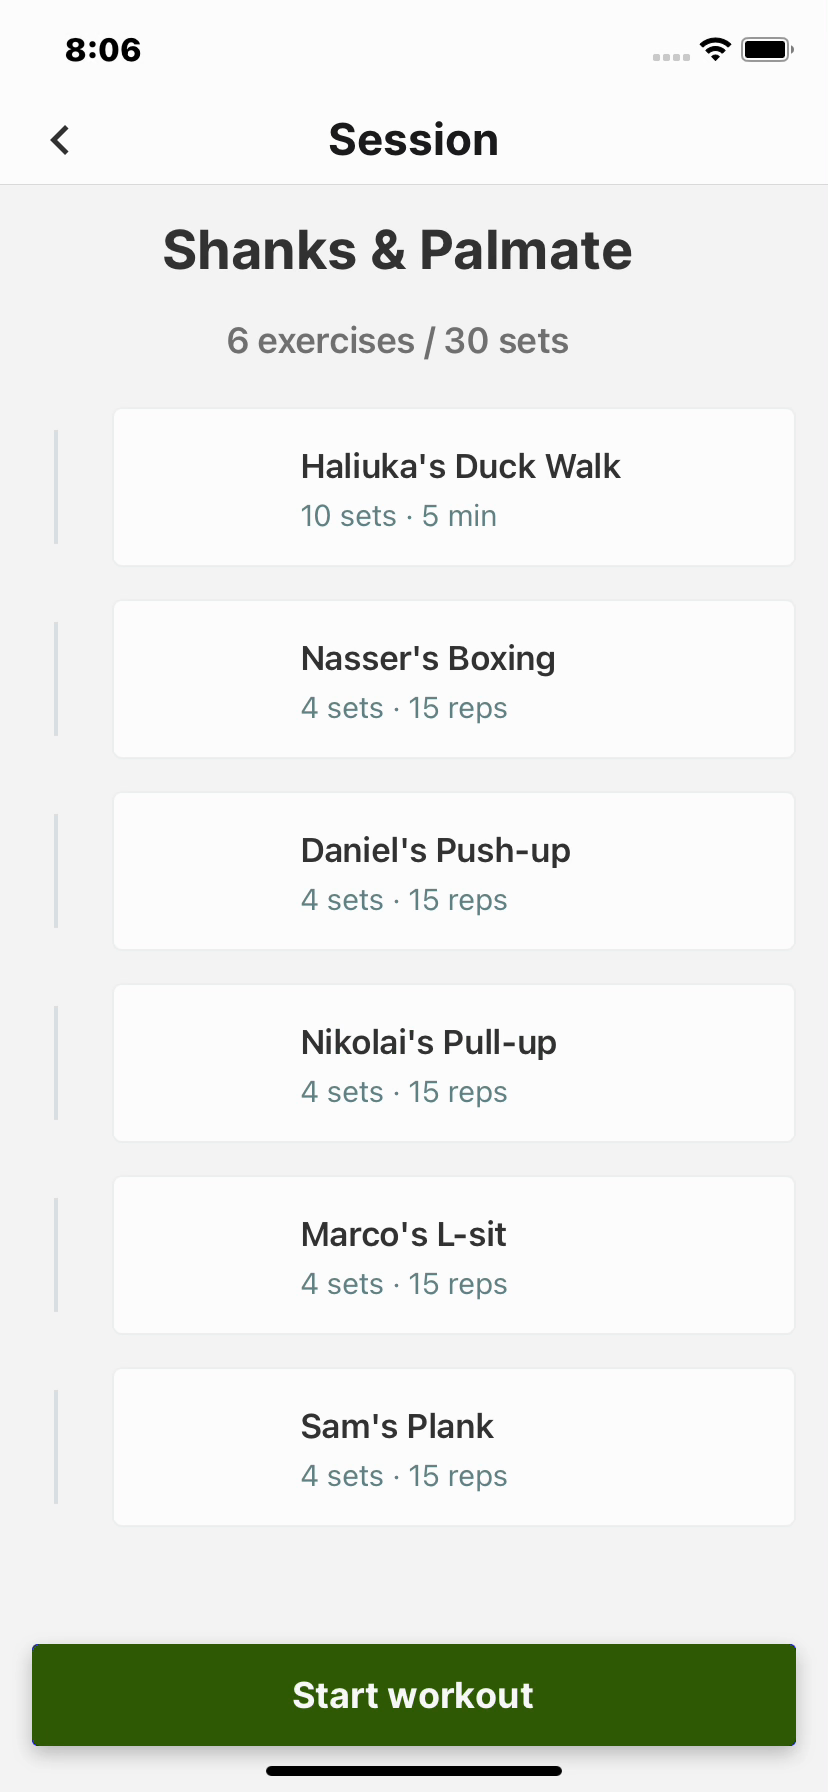 8:06
Session
Shanks & Palmate
6 exercises / 30 sets
Haliuka's Duck Walk
10 sets · 5 min
Nasser's Boxing
4 sets · 15 reps
Daniel's Push-up
4 sets · 15 reps
Nikolai's Pull-up
4 sets · 15 reps
Marco's L-sit
4 sets · 15 reps
Sam's Plank
4 sets · 15 reps
Start workout